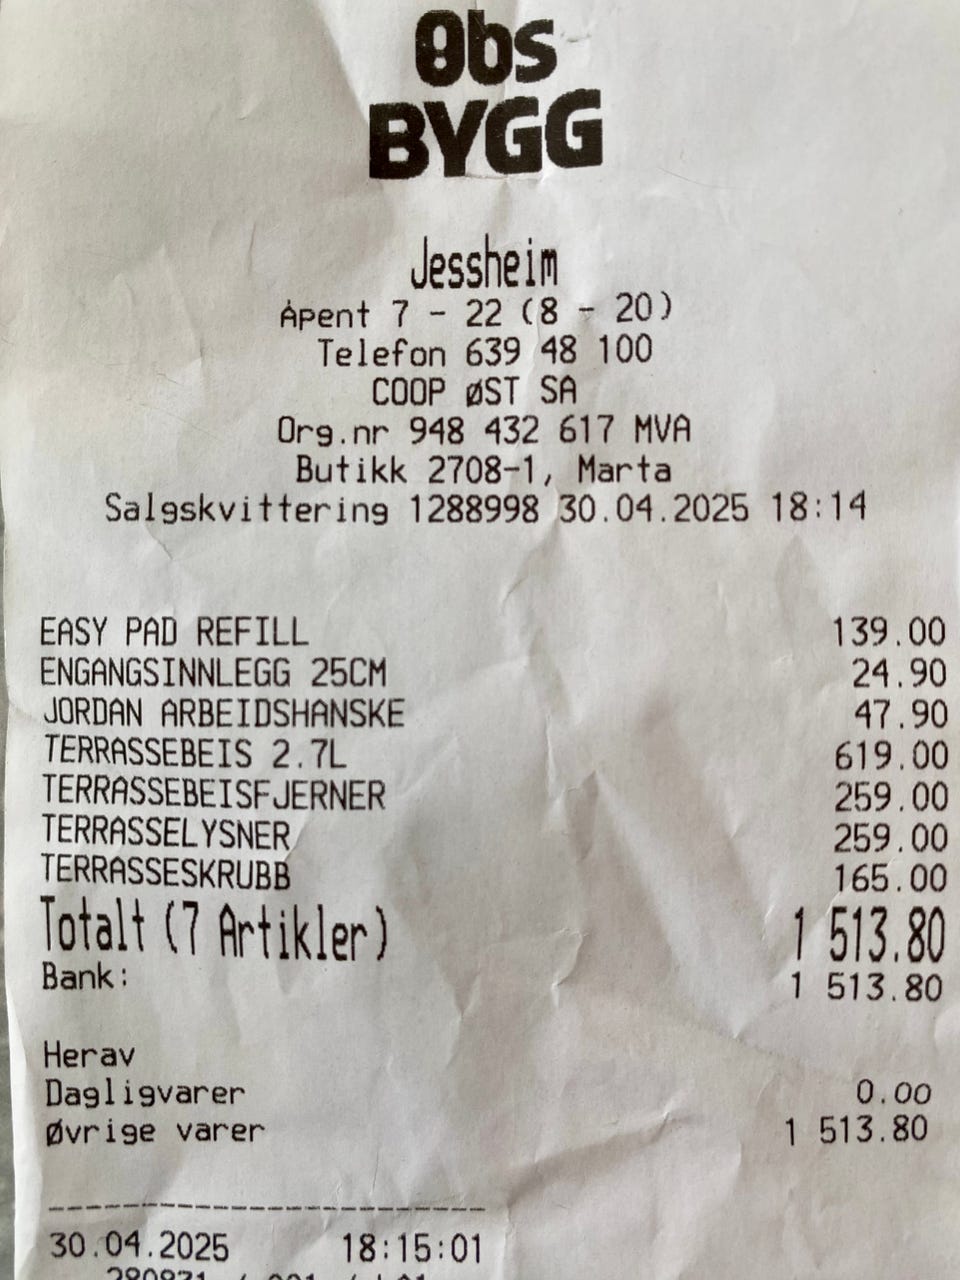 Obs
BYGG
Jessheim
Åpent 7 - 22 (8 - 20)
Telefon 639 48 100
COOP ØST SA
Org.nr 948 432 617 MVA
Butikk 2708-1, Marta
Salgskvittering 1288998 30.04.2025 18:14
EASY PAD REFILL 139.00
ENGANGSINNLEGG 25CM 24.90
JORDAN ARBEIDSHANSKE 47.90
TERRASSEBEIS 2.7L 619.00
TERRASSEBEISFJERNER 259.00
TERRASSELYSNER 259.00
TERRASSESKRUBB 165.00
Totalt (7 Artikler) 1 513.80
Bank: 1 513.80
Herav
Dagligvarer 0.00
Øvrige varer 1 513.80
30.04.2025 18:15:01